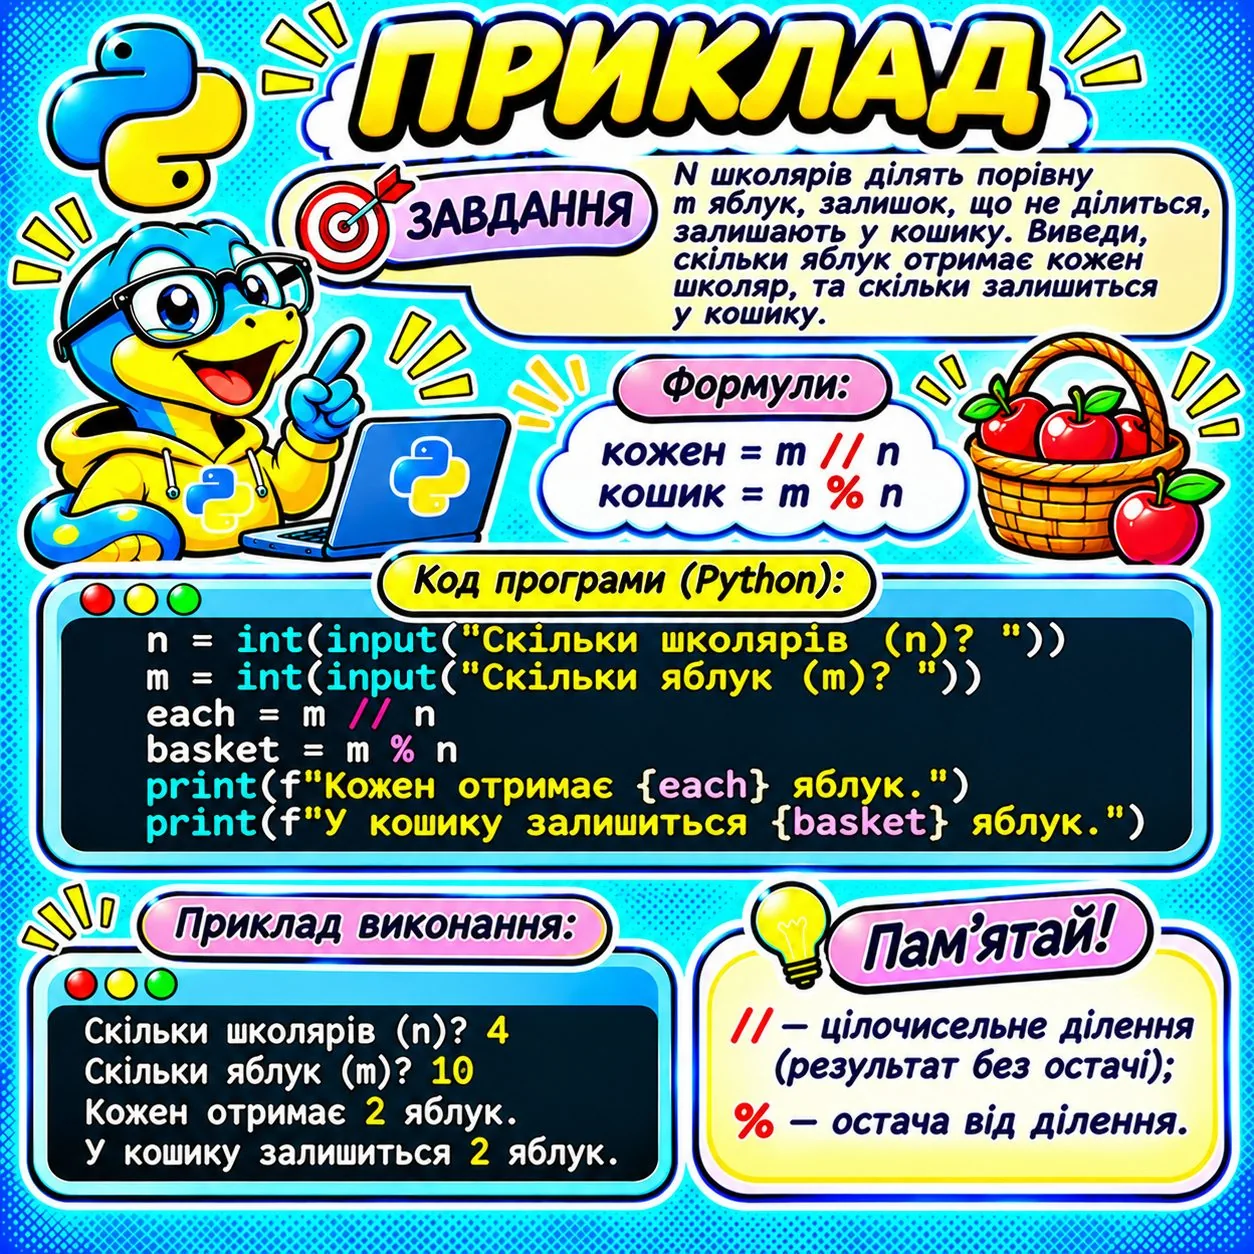 ПРИКЛАД
ЗАВДАННЯ
N школярів ділять порівну
m яблук, залишок, що не ділиться,
залишають у кошику. Виведи,
скільки яблук отримає кожен
школяр, та скільки залишиться
у кошику.
Формули:
кожен = m // n
кошик = m % n
Код програми (Python):
n = int(input("Скільки школярів (n)? "))
m = int(input("Скільки яблук (m)? "))
each = m // n
basket = m % n
print(f"Кожен отримає {each} яблук.")
print(f"У кошику залишиться {basket} яблук.")
Приклад виконання:
Скільки школярів (n)? 4
Скільки яблук (m)? 10
Кожен отримає 2 яблук.
У кошику залишиться 2 яблук.
Пам'ятай!
// — цілочисельне ділення
(результат без остачі);
% — остача від ділення.